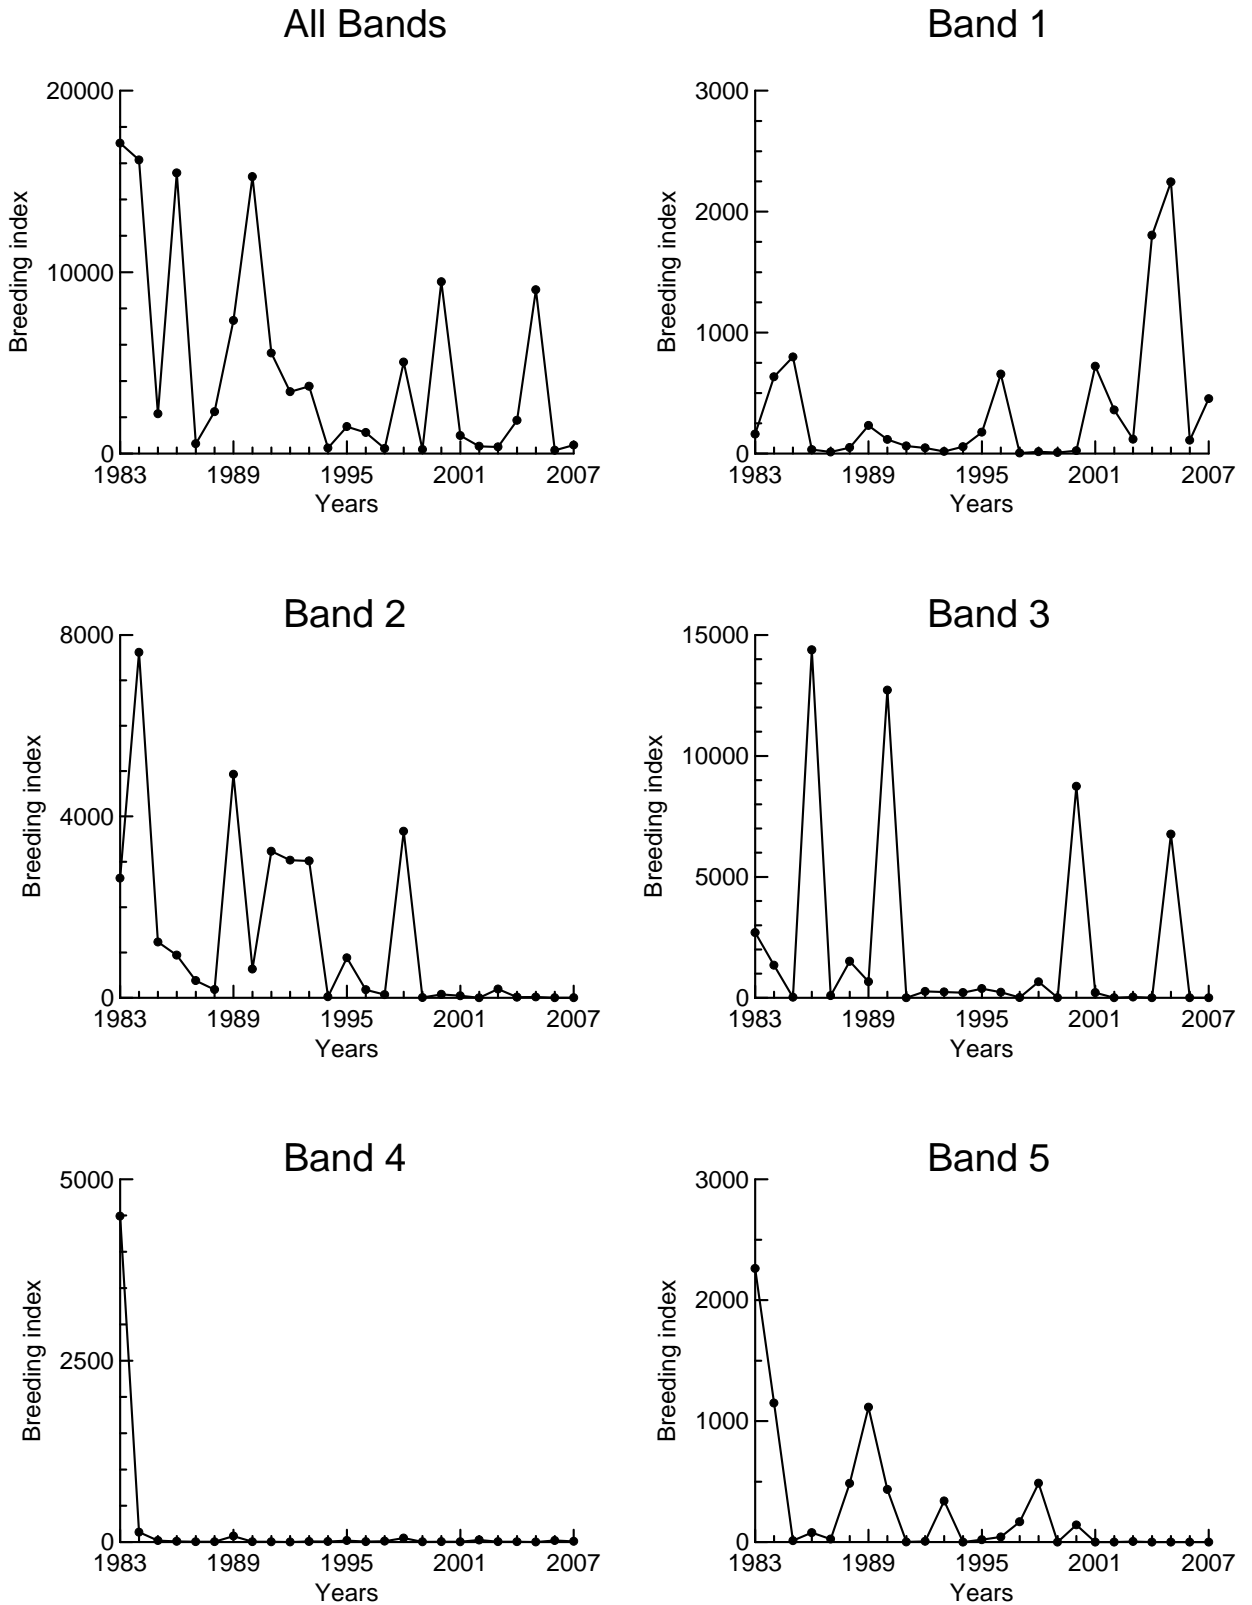 All Bands
20000
10000
0
Breeding index
1983 1989 1995 2001 2007
Years
Band 1
3000
2000
1000
0
Breeding index
1983 1989 1995 2001 2007
Years
Band 2
8000
4000
0
Breeding index
1983 1989 1995 2001 2007
Years
Band 3
15000
10000
5000
0
Breeding index
1983 1989 1995 2001 2007
Years
Band 4
5000
2500
0
Breeding index
1983 1989 1995 2001 2007
Years
Band 5
3000
2000
1000
0
Breeding index
1983 1989 1995 2001 2007
Years